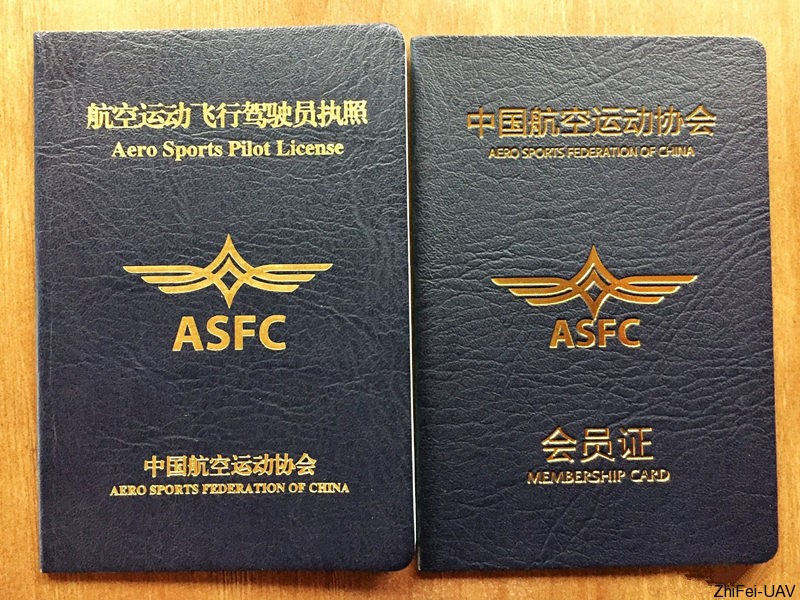 航空运动飞行驾驶员执照
Aero Sports Pilot License
ASFC
中国航空运动协会
AERO SPORTS FEDERATION OF CHINA
中国航空运动协会
AERO SPORTS FEDERATION OF CHINA
ASFC
会员证
MEMBERSHIP CARD
ZhiFei-UAV